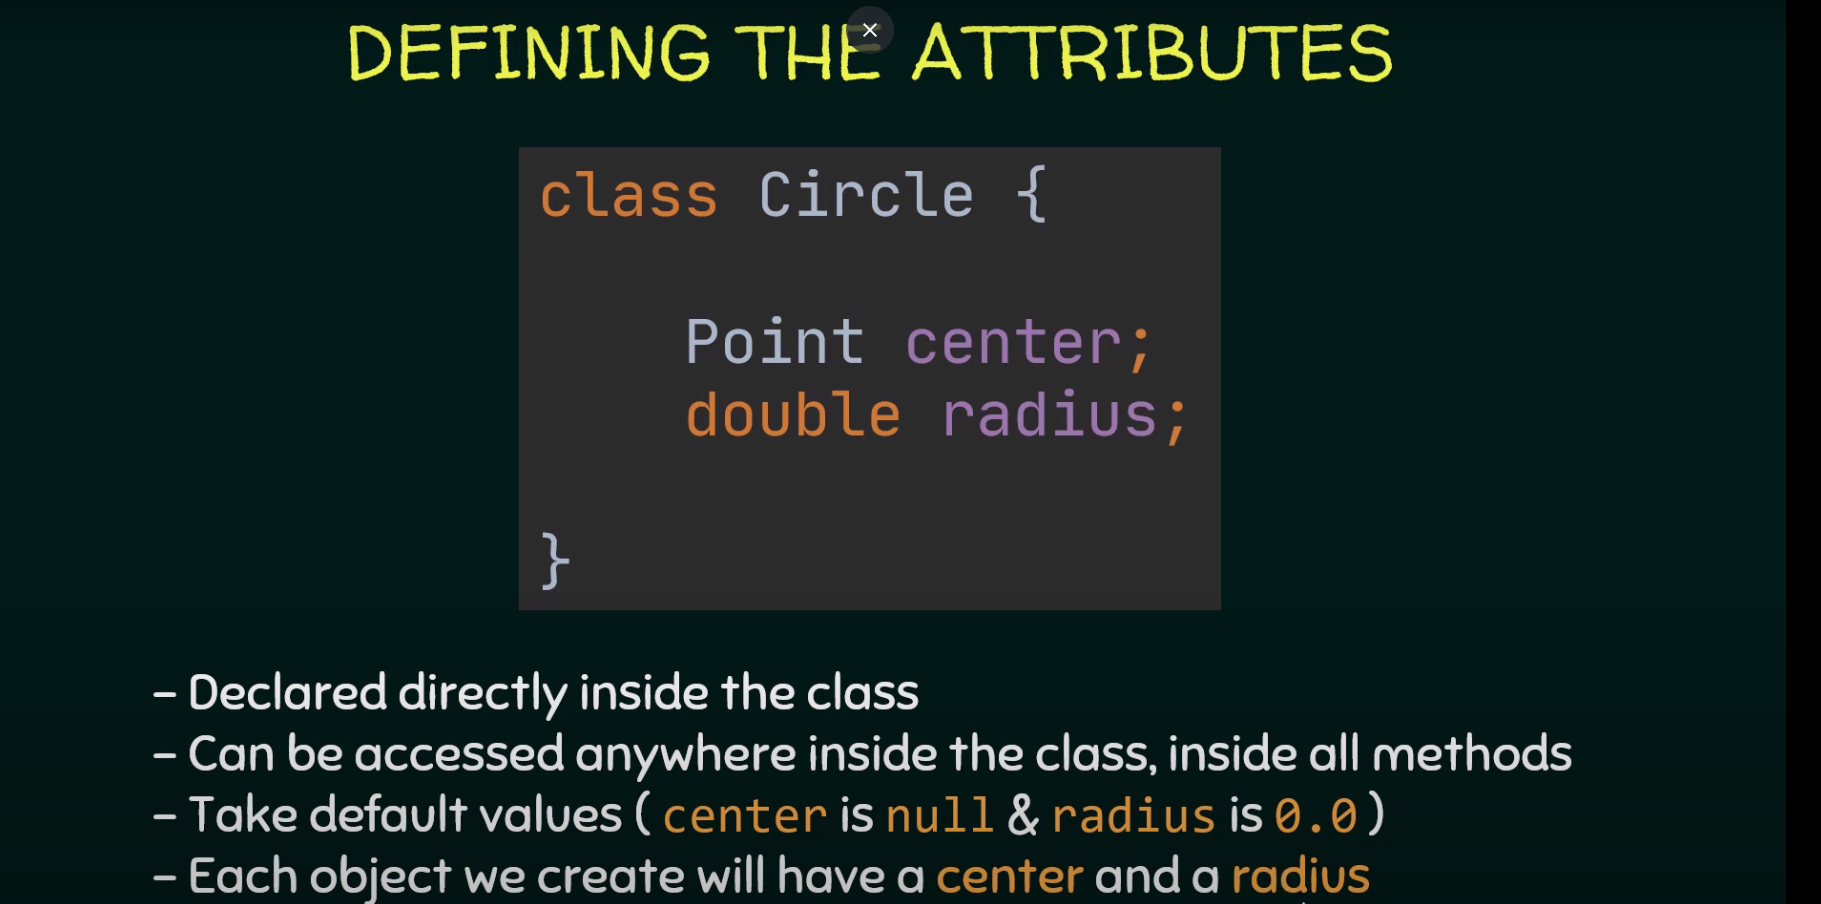 DEFINING THE ATTRIBUTES
class Circle {
Point center;
double radius;
}
– Declared directly inside the class
– Can be accessed anywhere inside the class, inside all methods
– Take default values ( center is null & radius is 0.0 )
– Each object we create will have a center and a radius